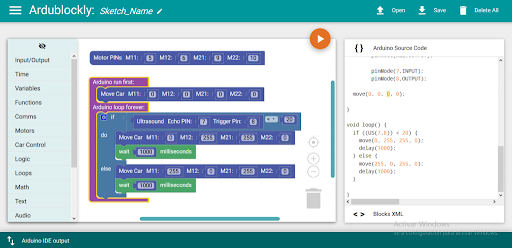 Ardublockly: Sketch_Name
Open
Save
Delete All
Input/Output
Time
Variables
Functions
Comms
Motors
Car Control
Logic
Loops
Math
Text
Audio
Motor PINs M11: 5 M12: 6 M21: 9 M22: 10
Arduino run first:
Move Car M11: 0 M12: 0 M21: 0 M22: 0
Arduino loop forever:
if Ultrasound Echo PIN: 7 Trigger Pin: 8 < 20
do Move Car M11: 0 M12: 255 M21: 255 M22: 0
wait 1000 milliseconds
else Move Car M11: 255 M12: 0 M21: 255 M22: 0
wait 1000 milliseconds
{} Arduino Source Code
pinMode(7,INPUT);
pinMode(8,OUTPUT);
move(0, 0, 0, 0);
}
void loop() {
if ((US(7,8)) < 20) {
move(0, 255, 255, 0);
delay(1000);
} else {
move(255, 0, 255, 0);
delay(1000);
}
}
< > Blocks XML
Activar Windows
Arduino IDE output